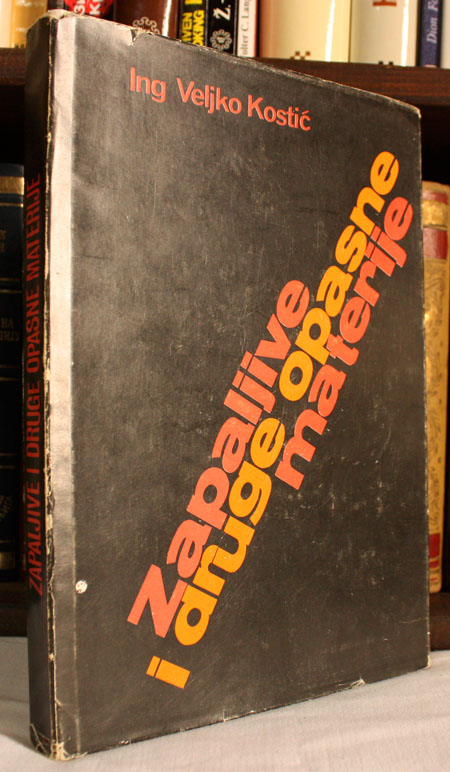 Ing Veljko Kostić
Zapaljive
i druge opasne
materije
ZAPALJIVE I DRUGE OPASNE MATERIJE